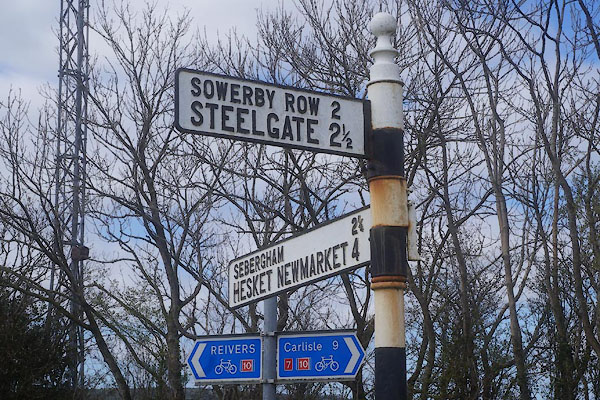 SOWERBY ROW 2
STEELGATE 2½
SEBERGHAM 2¼
HESKET NEWMARKET 4
REIVERS
10
Carlisle 9
7 10